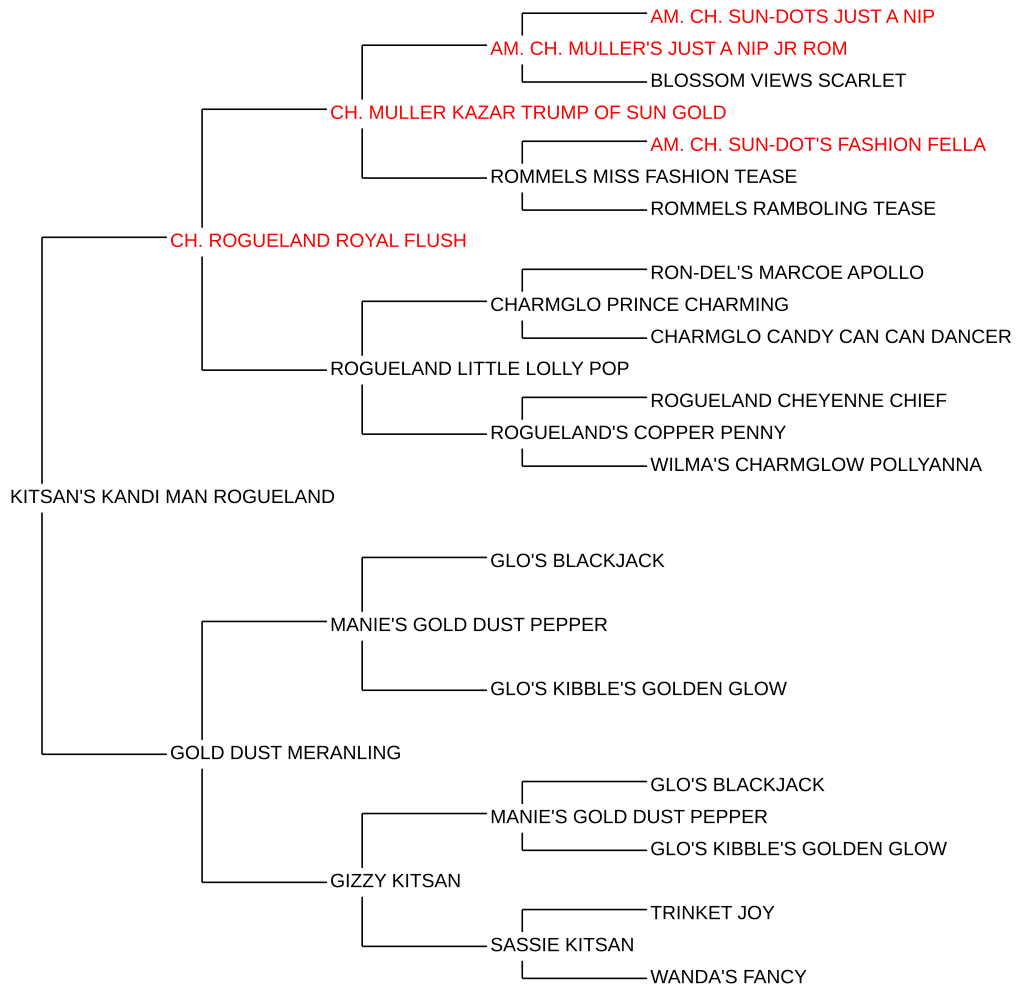 AM. CH. SUN-DOTS JUST A NIP
AM. CH. MULLER'S JUST A NIP JR ROM
BLOSSOM VIEWS SCARLET
CH. MULLER KAZAR TRUMP OF SUN GOLD
AM. CH. SUN-DOT'S FASHION FELLA
ROMMELS MISS FASHION TEASE
ROMMELS RAMBOLING TEASE
CH. ROGUELAND ROYAL FLUSH
RON-DEL'S MARCOE APOLLO
CHARMGLO PRINCE CHARMING
CHARMGLO CANDY CAN CAN DANCER
ROGUELAND LITTLE LOLLY POP
ROGUELAND CHEYENNE CHIEF
ROGUELAND'S COPPER PENNY
WILMA'S CHARMGLOW POLLYANNA
KITSAN'S KANDI MAN ROGUELAND
GLO'S BLACKJACK
MANIE'S GOLD DUST PEPPER
GLO'S KIBBLE'S GOLDEN GLOW
GOLD DUST MERANLING
GLO'S BLACKJACK
MANIE'S GOLD DUST PEPPER
GLO'S KIBBLE'S GOLDEN GLOW
GIZZY KITSAN
TRINKET JOY
SASSIE KITSAN
WANDA'S FANCY